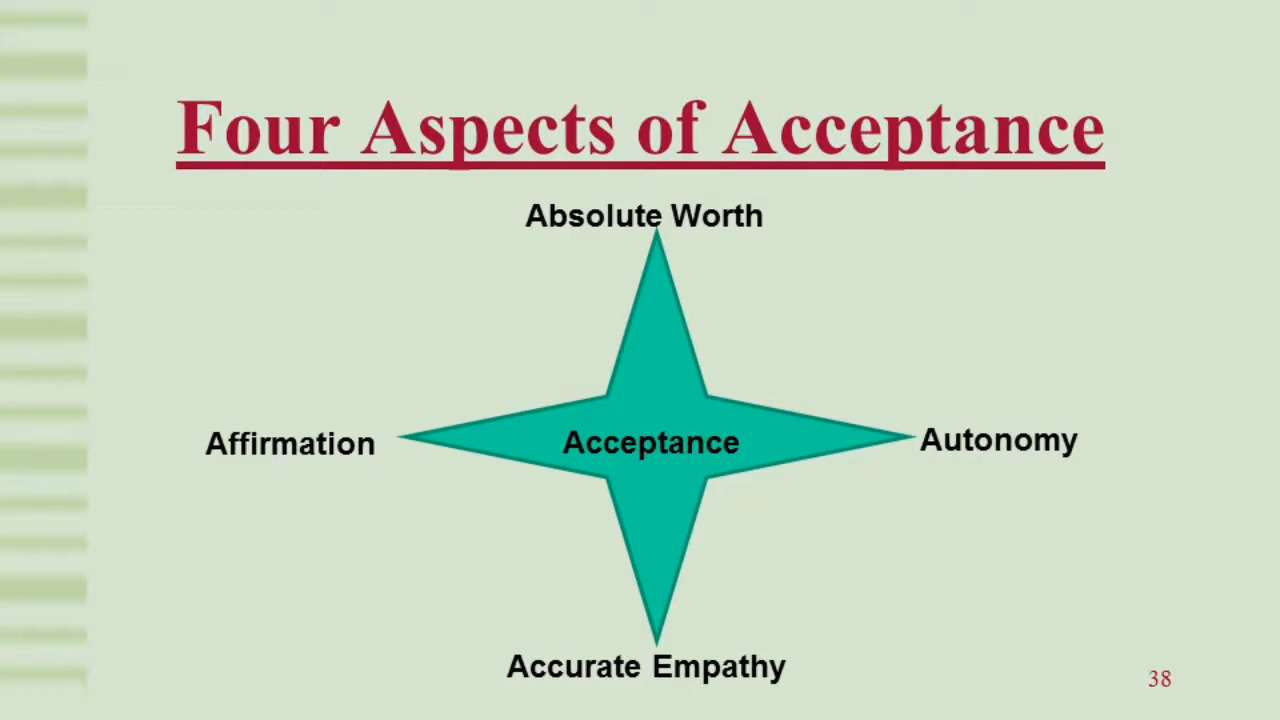 Four Aspects of Acceptance
Absolute Worth
Affirmation
Acceptance
Autonomy
Accurate Empathy
38